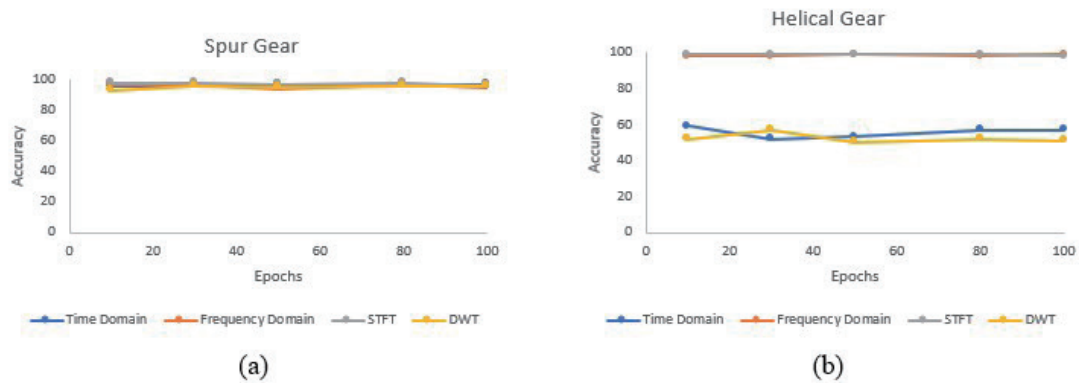 Spur Gear
100
80
60
40
20
0
Accuracy
0 20 40 60 80 100
Epochs
Time Domain Frequency Domain STFT DWT
(a)
Helical Gear
100
80
60
40
20
0
Accuracy
0 20 40 60 80 100
Epochs
Time Domain Frequency Domain STFT DWT
(b)